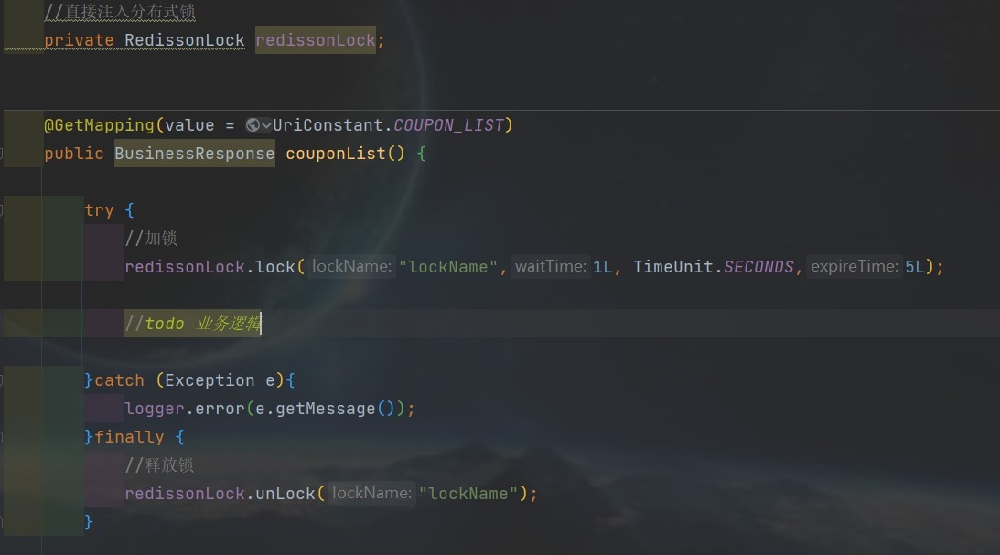 //直接注入分布式锁
private RedissonLock redissonLock;
@GetMapping(value = UriConstant.COUPON_LIST)
public BusinessResponse couponList() {
try {
//加锁
redissonLock.lock( lockName: "lockName", waitTime: 1L, TimeUnit.SECONDS, expireTime: 5L);
//todo 业务逻辑
}catch (Exception e){
logger.error(e.getMessage());
}finally {
//释放锁
redissonLock.unLock( lockName: "lockName");
}